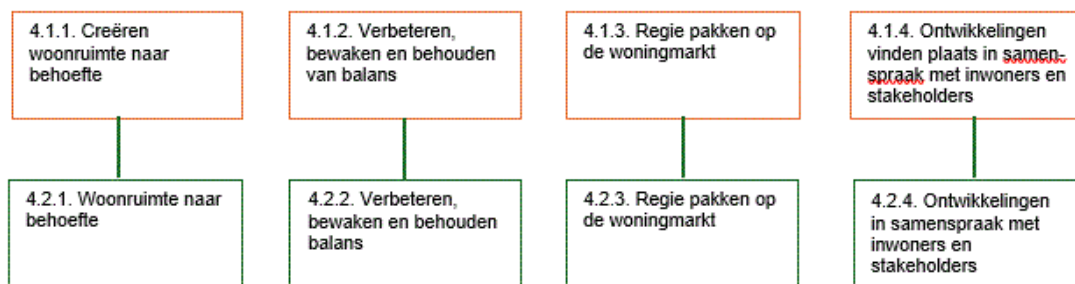 4.1.1. Creëren
woonruimte naar
behoefte
4.1.2. Verbeteren,
bewaken en behouden
van balans
4.1.3. Regie pakken op
de woningmarkt
4.1.4. Ontwikkelingen
vinden plaats in samen-
spraak met inwoners en
stakeholders
4.2.1. Woonruimte naar
behoefte
4.2.2. Verbeteren,
bewaken en behouden
balans
4.2.3. Regie pakken op
de woningmarkt
4.2.4. Ontwikkelingen
in samenspraak met
inwoners en
stakeholders